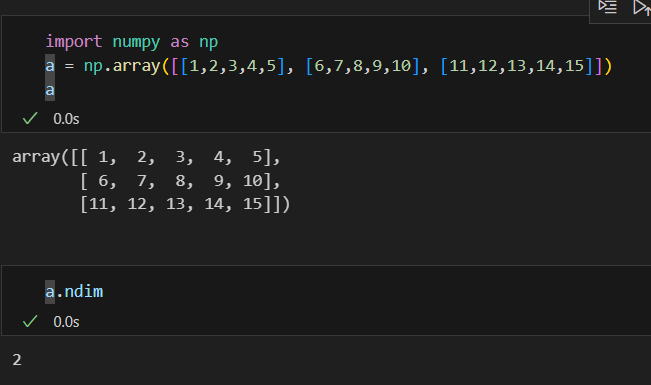 import numpy as np
a = np.array([[1,2,3,4,5], [6,7,8,9,10], [11,12,13,14,15]])
a
0.0s
array([[ 1,  2,  3,  4,  5],
       [ 6,  7,  8,  9, 10],
       [11, 12, 13, 14, 15]])
a.ndim
0.0s
2